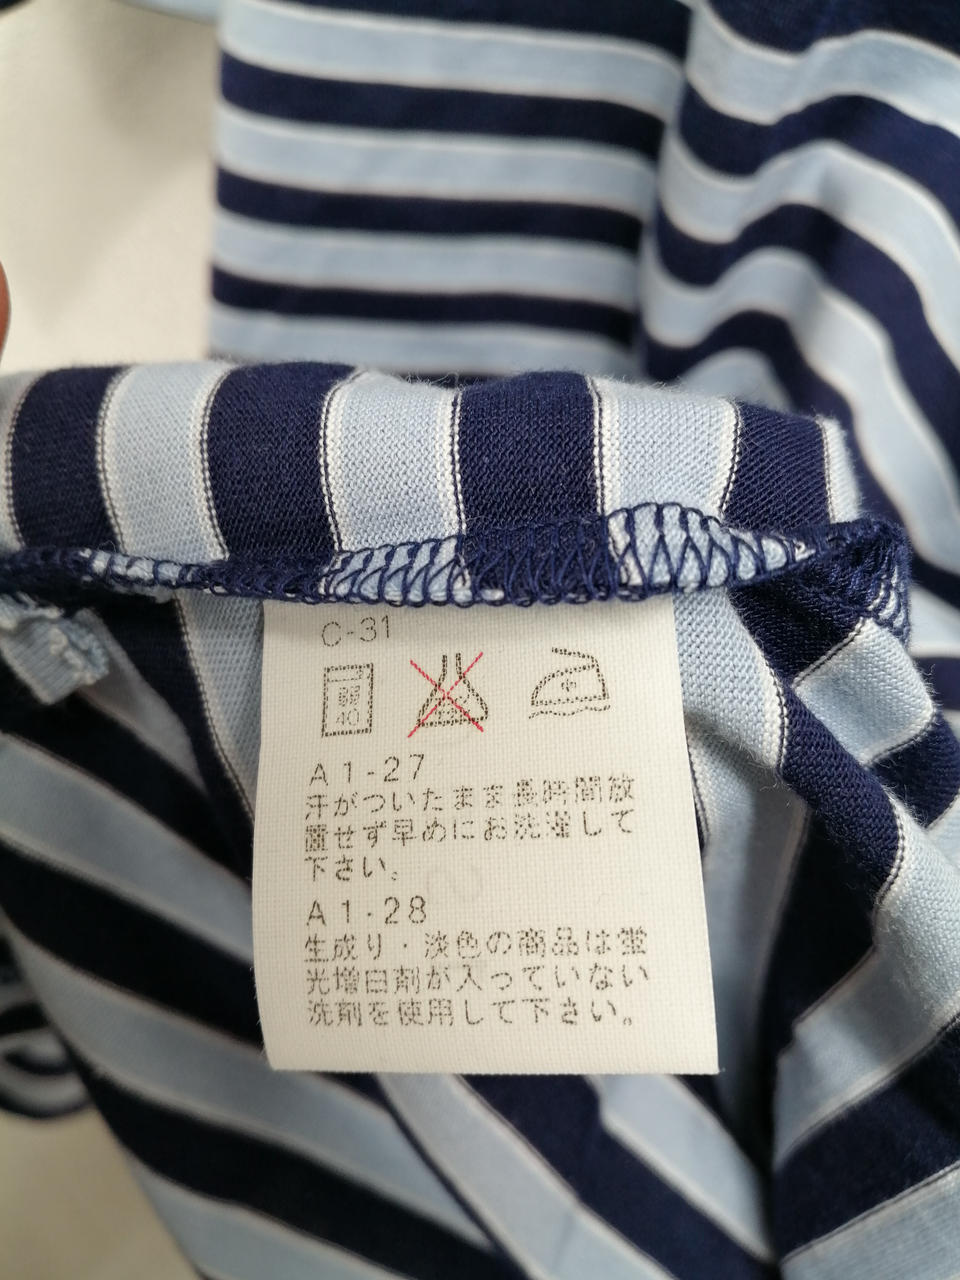 C-31
弱
40
A1-27
汗がついたまま長時間放
置せず早めにお洗濯して
下さい。
A1-28
生成り・淡色の商品は蛍
光増白剤が入っていない
洗剤を使用して下さい。